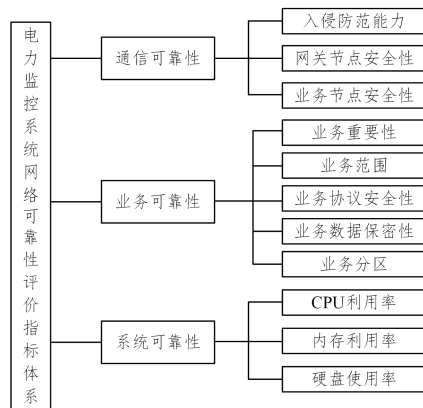 电力监控系统网络可靠性评价指标体系
通信可靠性
入侵防范能力
网关节点安全性
业务节点安全性
业务可靠性
业务重要性
业务范围
业务协议安全性
业务数据保密性
业务分区
系统可靠性
CPU利用率
内存利用率
硬盘使用率